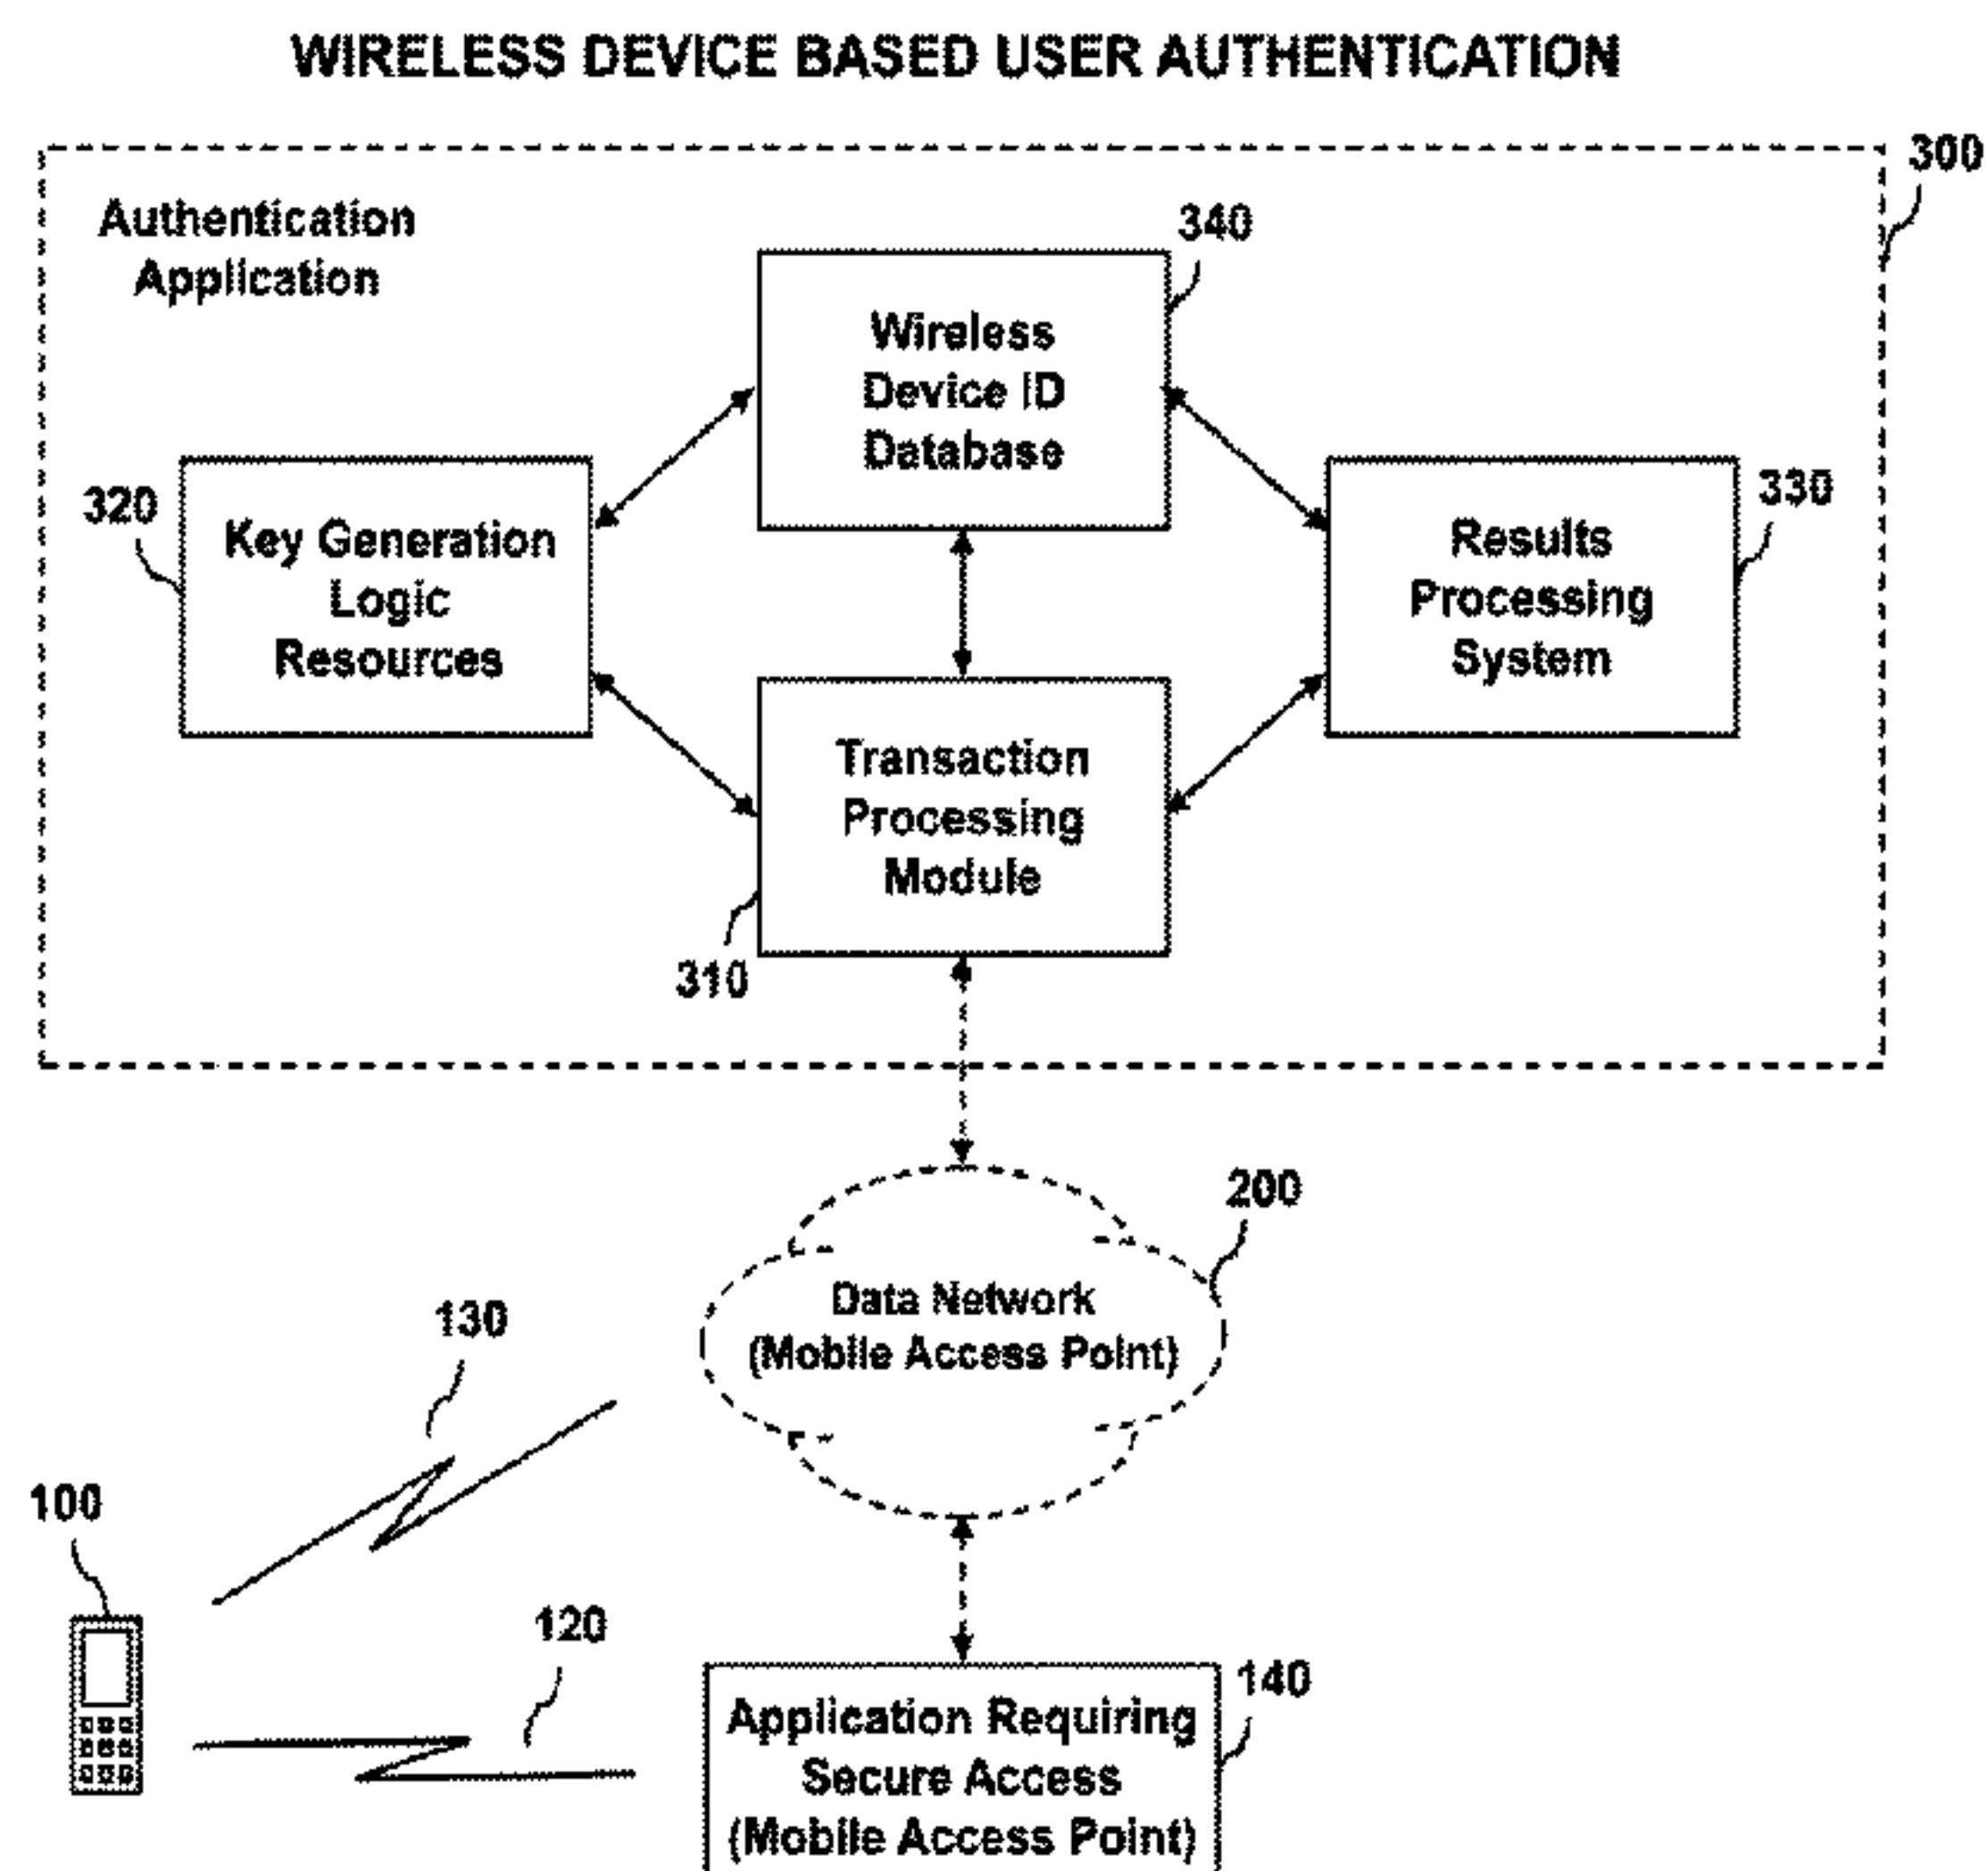 WIRELESS DEVICE BASED USER AUTHENTICATION
300
Authentication
Application
340
Wireless
Device ID
Database
320
Key Generation
Logic
Resources
330
Results
Processing
System
Transaction
Processing
Module
310
200
Data Network
(Mobile Access Point)
130
100
120
140
Application Requiring
Secure Access
(Mobile Access Point)